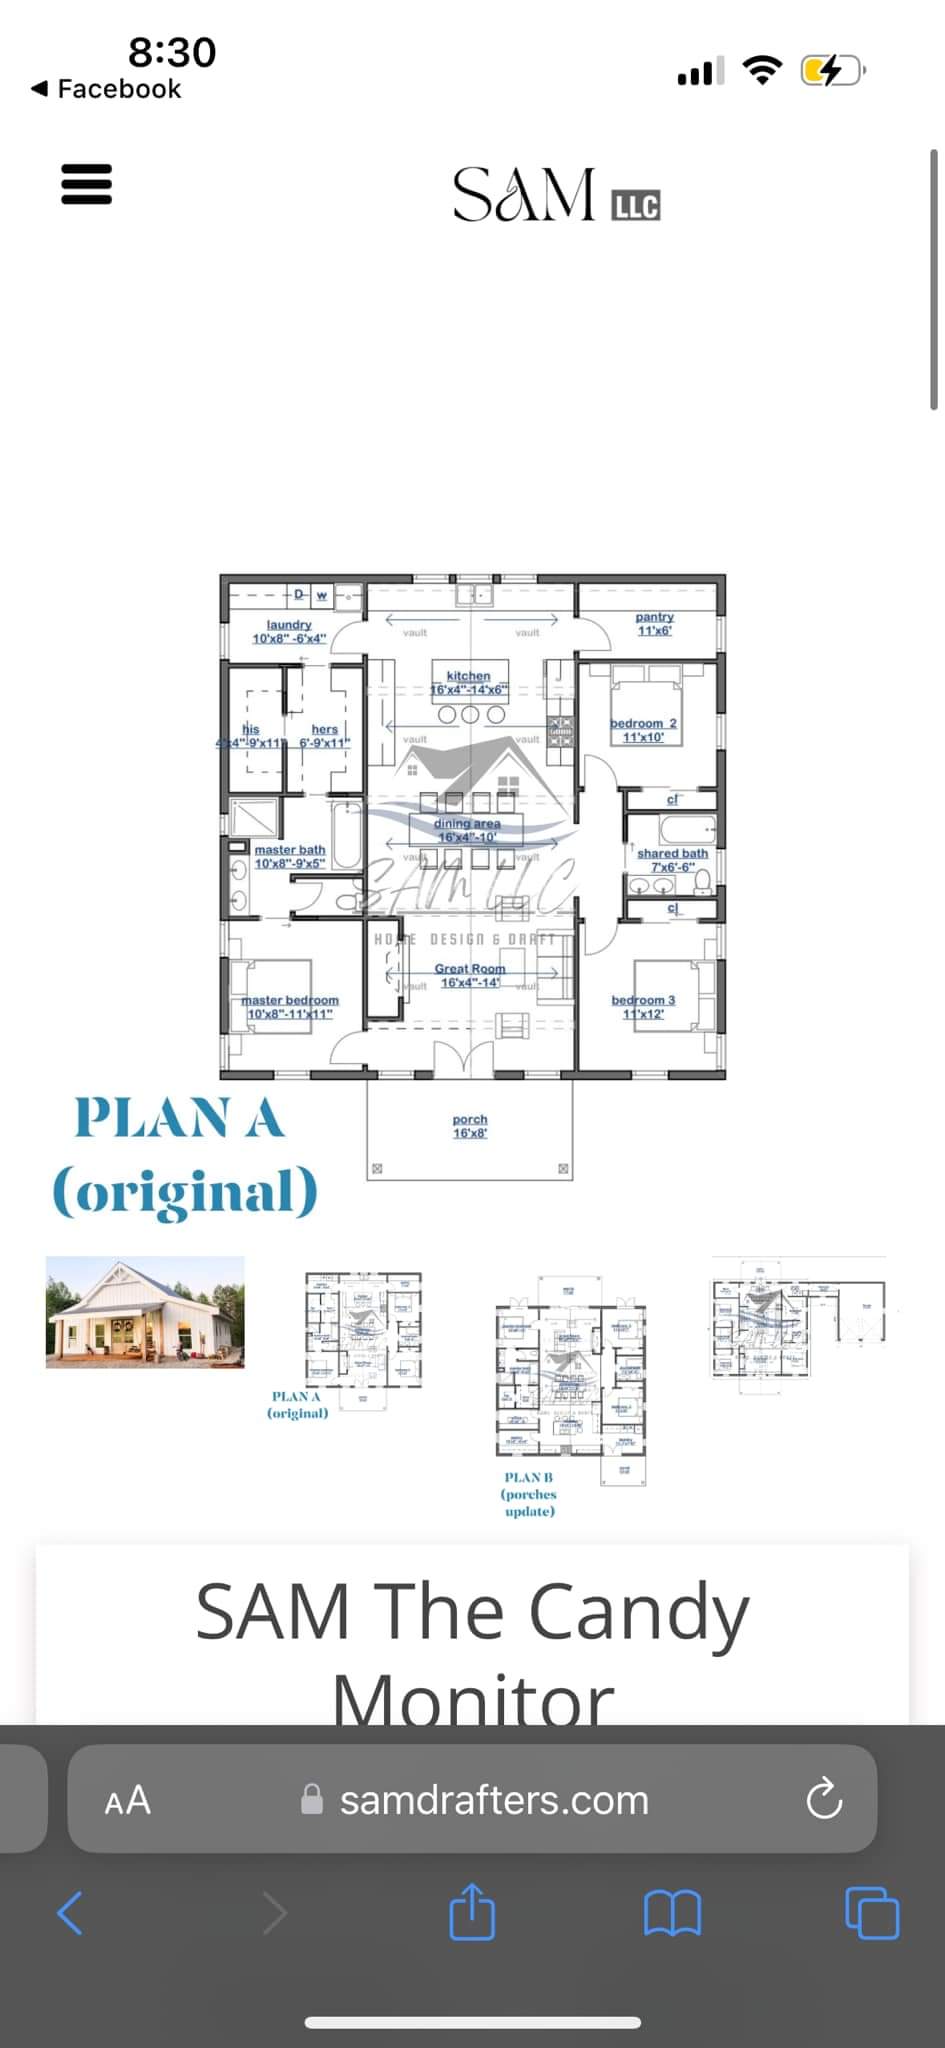 8:30
Facebook
SAM LLC
D w
laundry
10'x8" -6'x4"
vault
vault
pantry
11'x6'
kitchen
16'x4"-14'x6"
his
hers
6'-9'x11"
bedroom 2
11'x10'
vault
vault
cl
dining area
16'x4"-10'
master bath
10'x8"-9'x5"
shared bath
7'x6'-6"
vault
vault
SAM LLC
cl
HOME DESIGN & DRAFT
Great Room
16'x4"-14'
vault
vault
master bedroom
10'x8"-11'x11"
bedroom 3
11'x12'
PLAN A
(original)
porch
16'x8'
PLAN A
(original)
PLAN B
(porches
update)
SAM The Candy
Monitor
AA
samdrafters.com